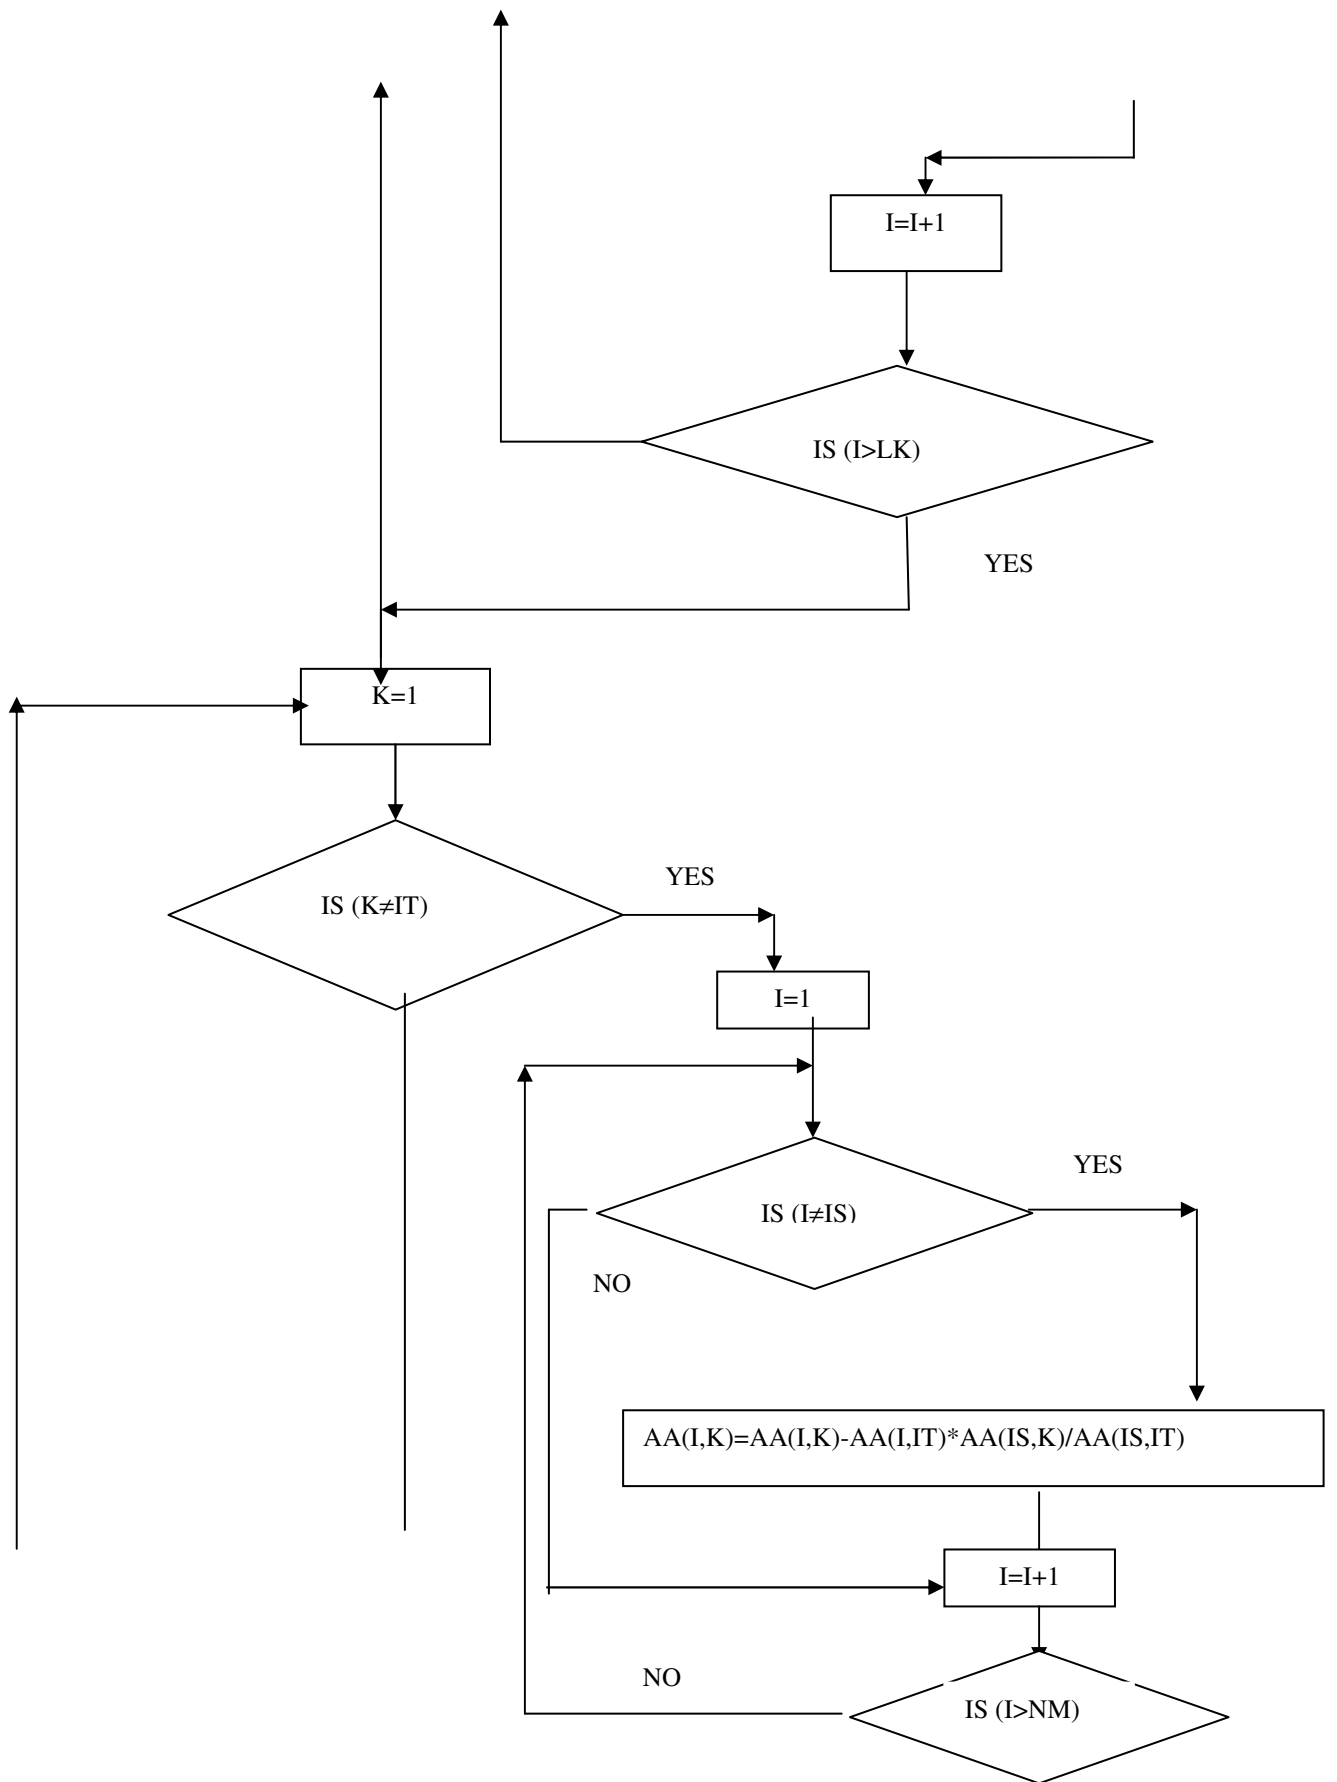 I=I+1
IS (I>LK)
YES
K=1
YES
IS (K≠IT)
I=1
YES
IS (I≠IS)
NO
AA(I,K)=AA(I,K)-AA(I,IT)*AA(IS,K)/AA(IS,IT)
I=I+1
NO
IS (I>NM)